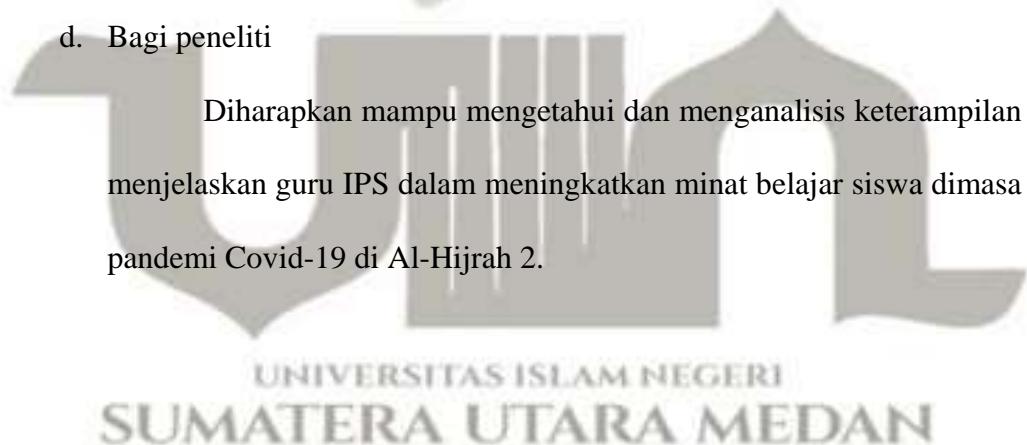 d. Bagi peneliti
Diharapkan mampu mengetahui dan menganalisis keterampilan
menjelaskan guru IPS dalam meningkatkan minat belajar siswa dimasa
pandemi Covid-19 di Al-Hijrah 2.
UNIVERSITAS ISLAM NEGERI
SUMATERA UTARA MEDAN